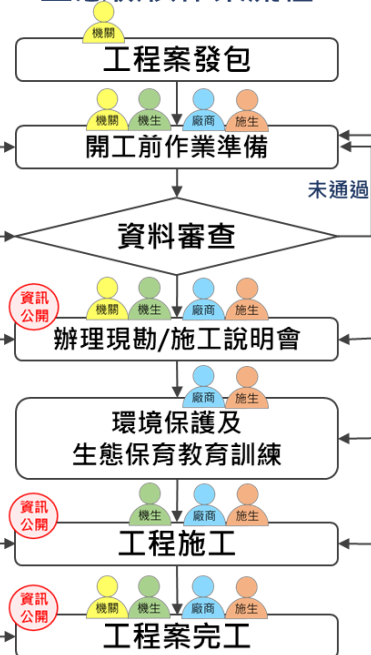 機關
工程案發包
機關 機生 廠商 施生
開工前作業準備
未通過
資料審查
資訊
公開
機關 機生 廠商 施生
辦理現勘/施工說明會
廠商 施生
環境保護及
生態保育教育訓練
資訊
公開
機生 廠商 施生
工程施工
資訊
公開
機關 機生 廠商 施生
工程案完工